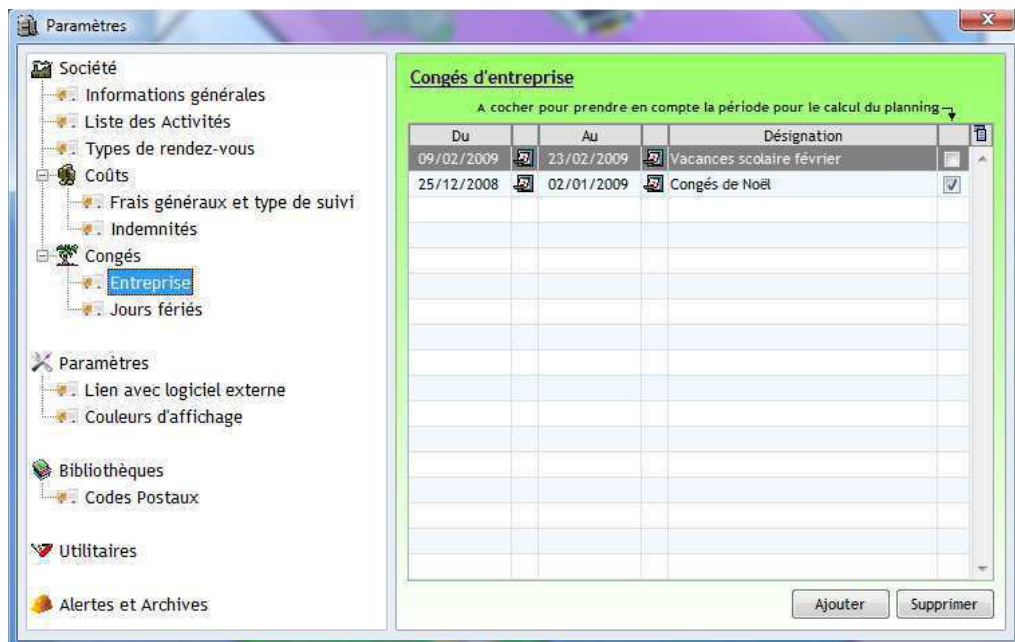 Paramètres
Société
Informations générales
Liste des Activités
Types de rendez-vous
Coûts
Frais généraux et type de suivi
Indemnités
Congés
Entreprise
Jours fériés
Paramètres
Lien avec logiciel externe
Couleurs d'affichage
Bibliothèques
Codes Postaux
Utilitaires
Alertes et Archives
Congés d'entreprise
A cocher pour prendre en compte la période pour le calcul du planning
Du Au Désignation
09/02/2009 23/02/2009 Vacances scolaire février
25/12/2008 02/01/2009 Congés de Noël
Ajouter Supprimer